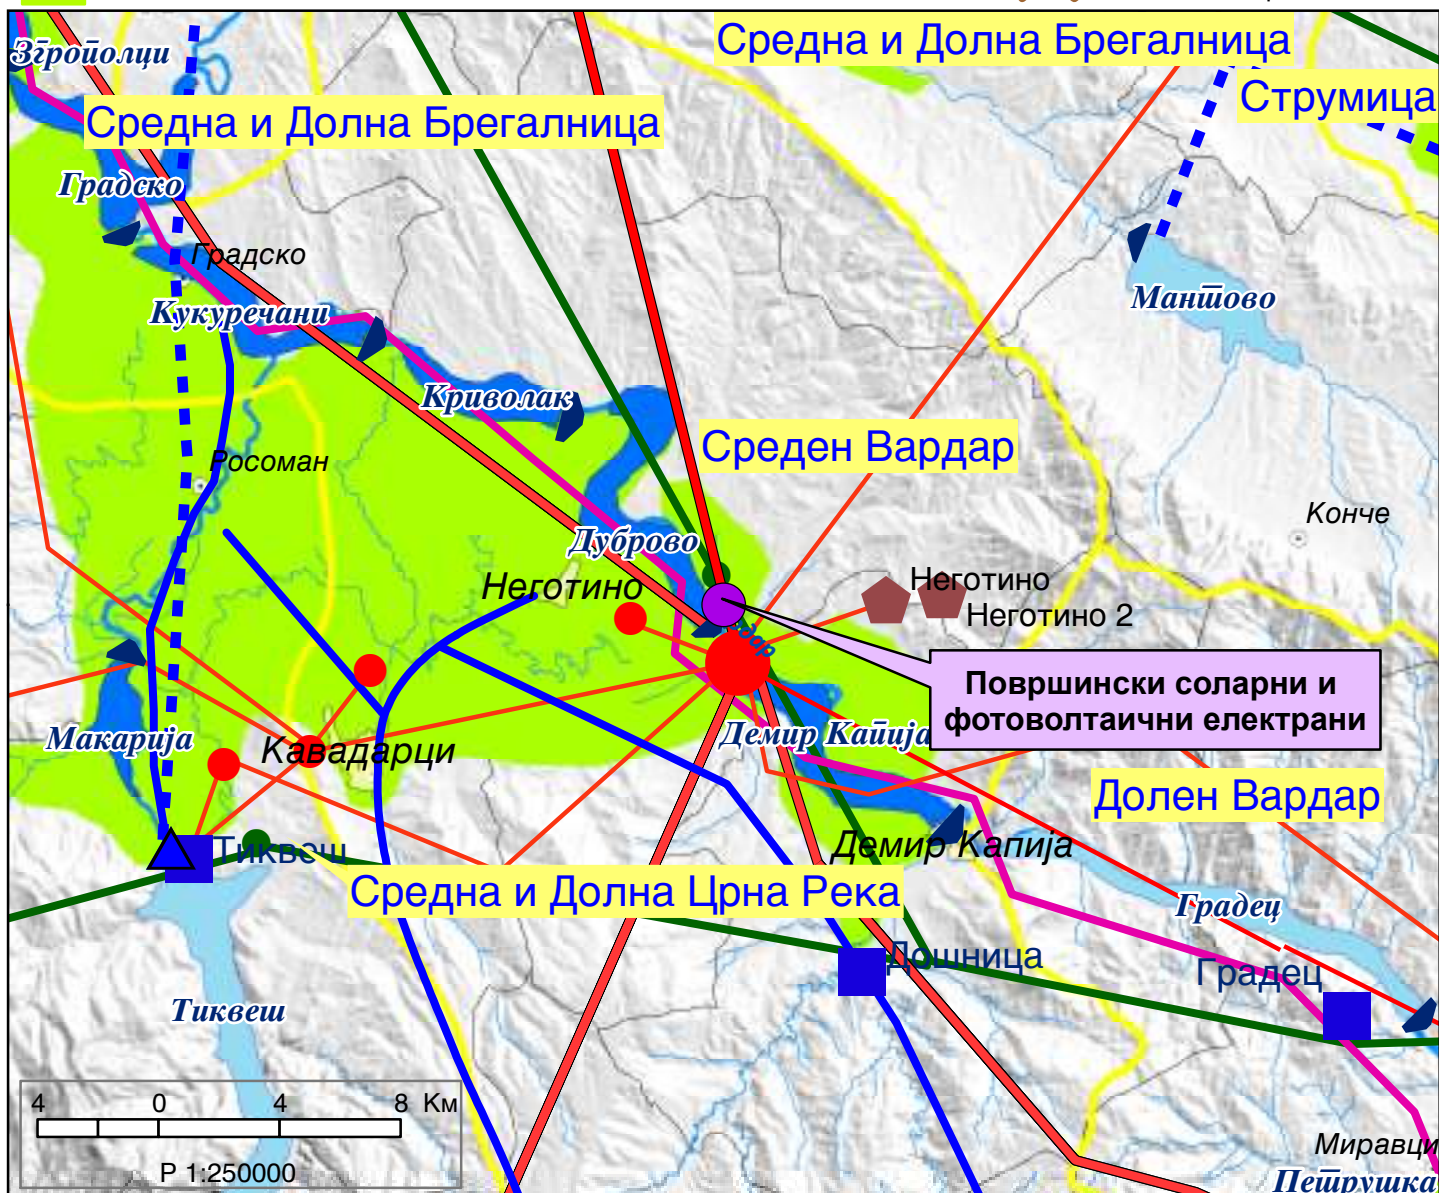 Средна и Долна Брегалница
Згрополци
Струмица
Средна и Долна Брегалница
Градско
Градско
Мантово
Кукуречани
Криволак
Среден Вардар
Росоман
Конче
Дуброво
Неготино
Неготино
Неготино 2
Површински соларни и
фотоволтаични електрани
Макарија
Демир Капија
Кавадарци
Долен Вардар
Тиквеш
Демир Капија
Средна и Долна Црна Река
Градец
Дошница
Градец
Тиквеш
4 0 4 8 Км
Р 1:250000
Миравци
Петрушка